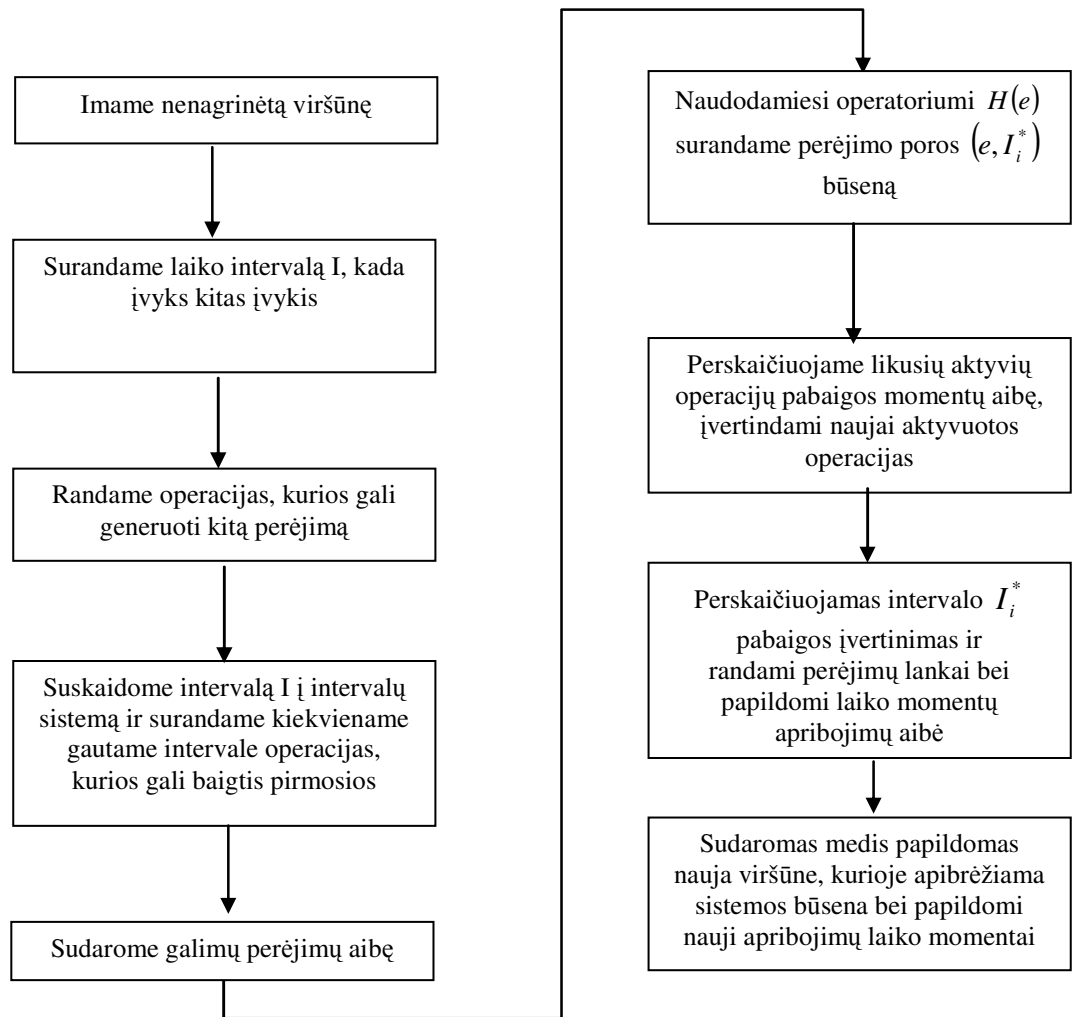 Imame nenagrinėtą viršūnę
Surandame laiko intervalą I, kada
įvyks kitas įvykis
Randame operacijas, kurios gali
generuoti kitą perėjimą
Suskaidome intervalą I į intervalų
sistemą ir surandame kiekviename
gautame intervale operacijas,
kurios gali baigtis pirmosios
Sudarome galimų perėjimų aibę
Naudodamiesi operatoriumi H(e)
surandame perėjimo poros (e, I_i^*)
būseną
Perskaičiuojame likusių aktyvių
operacijų pabaigos momentų aibę,
įvertindami naujai aktyvuotos
operacijas
Perskaičiuojamas intervalo I_i^*
pabaigos įvertinimas ir
randami perėjimų lankai bei
papildomi laiko momentų
apribojimų aibė
Sudaromas medis papildomas
nauja viršūne, kurioje apibrėžiama
sistemos būsena bei papildomi
nauji apribojimų laiko momentai